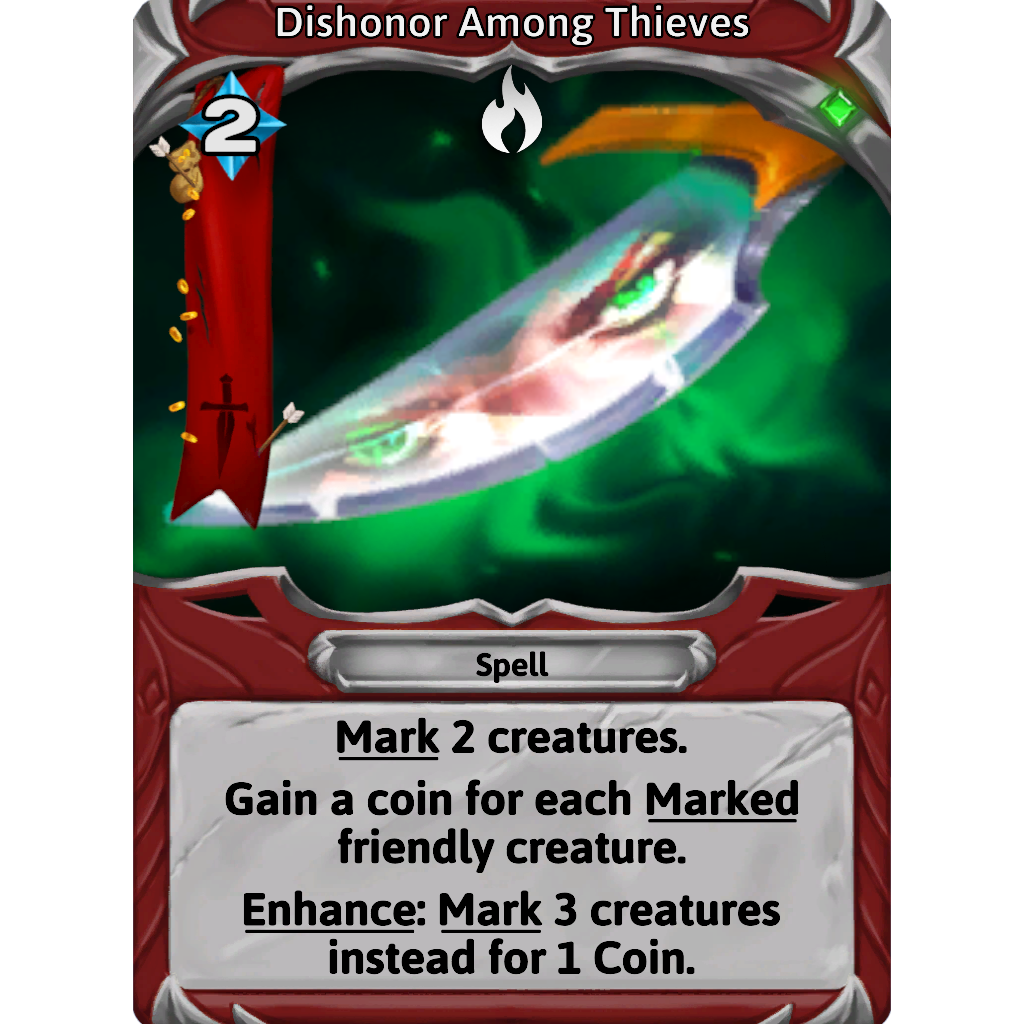 Dishonor Among Thieves
2
Spell
Mark 2 creatures.
Gain a coin for each Marked
friendly creature.
Enhance: Mark 3 creatures
instead for 1 Coin.